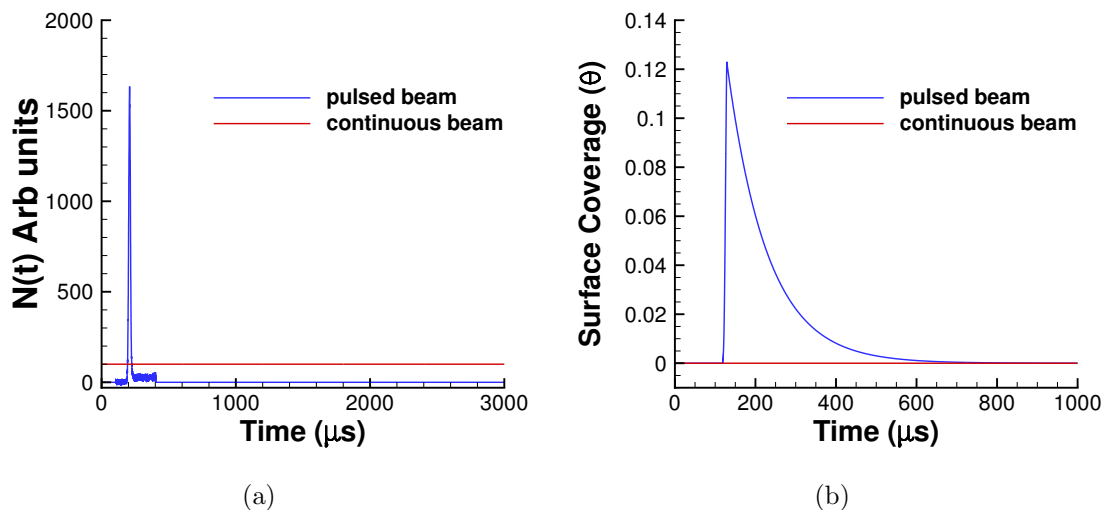 2000
1500
1000
500
0
N(t) Arb units
pulsed beam
continuous beam
0
1000
2000
3000
Time (μs)
(a)
0.14
0.12
0.1
0.08
0.06
0.04
0.02
0
Surface Coverage (θ)
pulsed beam
continuous beam
0
200
400
600
800
1000
Time (μs)
(b)